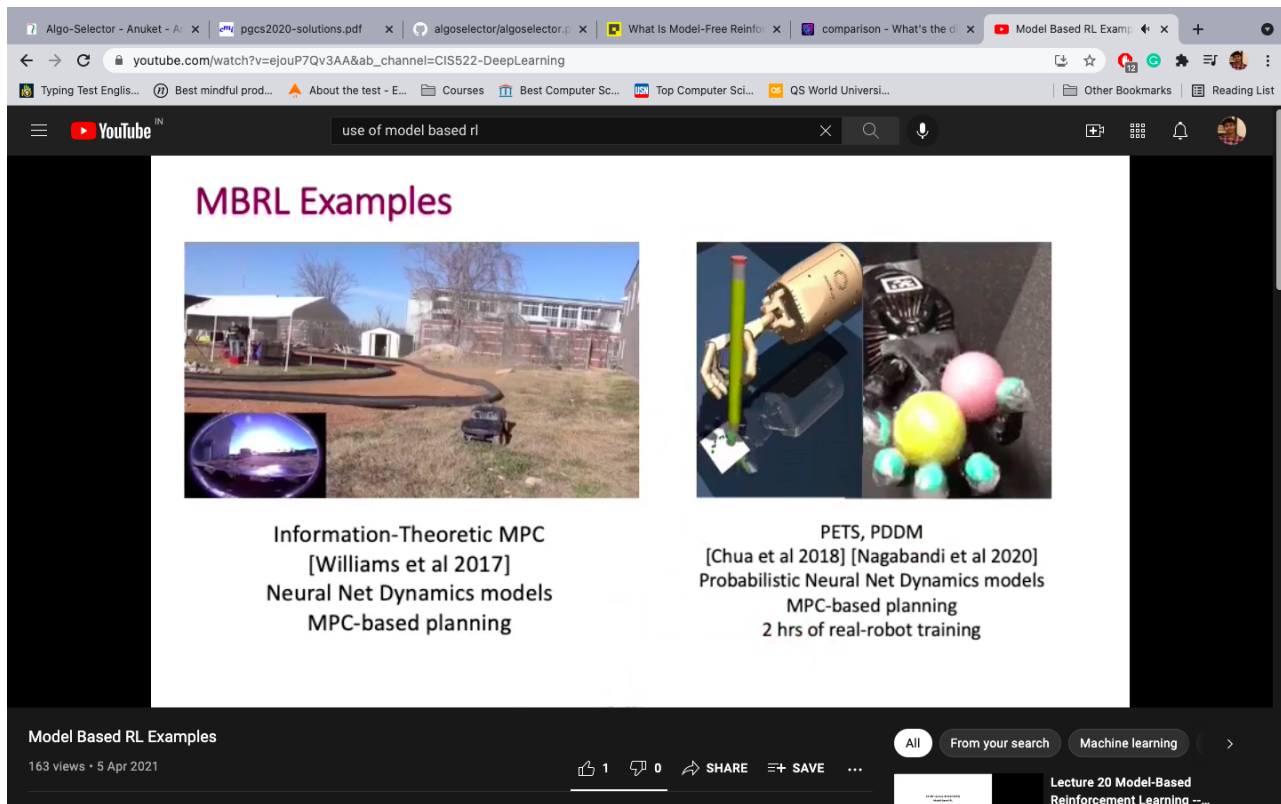 Algo-Selector - Anuket - A
pgcs2020-solutions.pdf
algoselector/algoselector.p
What Is Model-Free Reinfor
comparison - What's the d
Model Based RL Examp
youtube.com/watch?v=ejouP7Qv3AA&ab_channel=CIS522-DeepLearning
12
Typing Test Englis...
Best mindful prod...
About the test - E...
Courses
Best Computer Sc...
Top Computer Sci...
QS World Universi...
Other Bookmarks
Reading List
YouTube IN
use of model based rl
MBRL Examples
Information-Theoretic MPC
[Williams et al 2017]
Neural Net Dynamics models
MPC-based planning
PETS, PDDM
[Chua et al 2018] [Nagabandi et al 2020]
Probabilistic Neural Net Dynamics models
MPC-based planning
2 hrs of real-robot training
Model Based RL Examples
163 views • 5 Apr 2021
1
0
SHARE
SAVE
All
From your search
Machine learning
Lecture 20 Model-Based
Reinforcement Learning --...